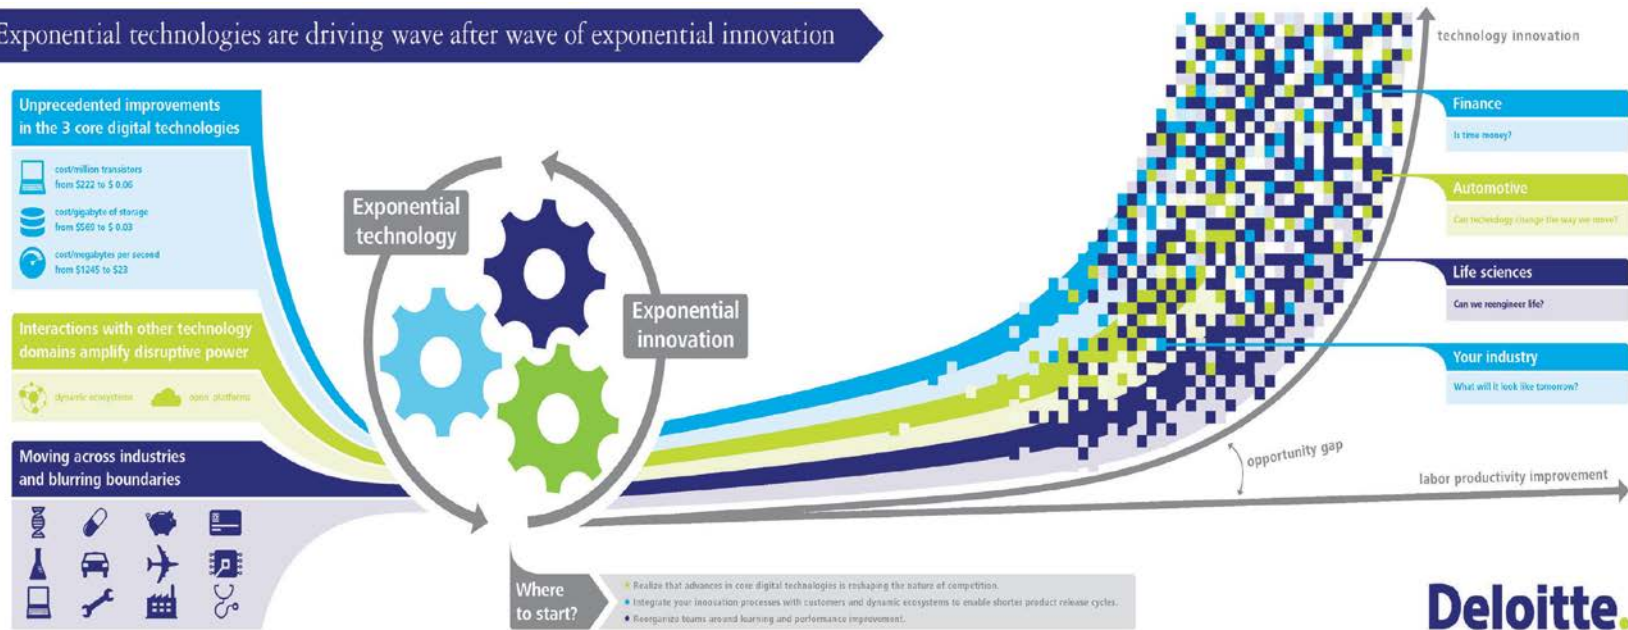 Exponential technologies are driving wave after wave of exponential innovation
Unprecedented improvements
in the 3 core digital technologies
cost/million transistors
from $222 to $ 0.06
cost/gigabyte of storage
from $569 to $ 0.03
cost/megabytes per second
from $1245 to $23
Interactions with other technology
domains amplify disruptive power
dynamic ecosystems
open platforms
Moving across industries
and blurring boundaries
Exponential
technology
Exponential
innovation
technology innovation
Finance
Is time money?
Automotive
Can technology change the way we move?
Life sciences
Can we reengineer life?
Your industry
What will it look like tomorrow?
opportunity gap
labor productivity improvement
Where
to start?
Realize that advances in core digital technologies is reshaping the nature of competition.
Integrate your innovation processes with customers and dynamic ecosystems to enable shorter product release cycles.
Reorganize teams around learning and performance improvement.
Deloitte.